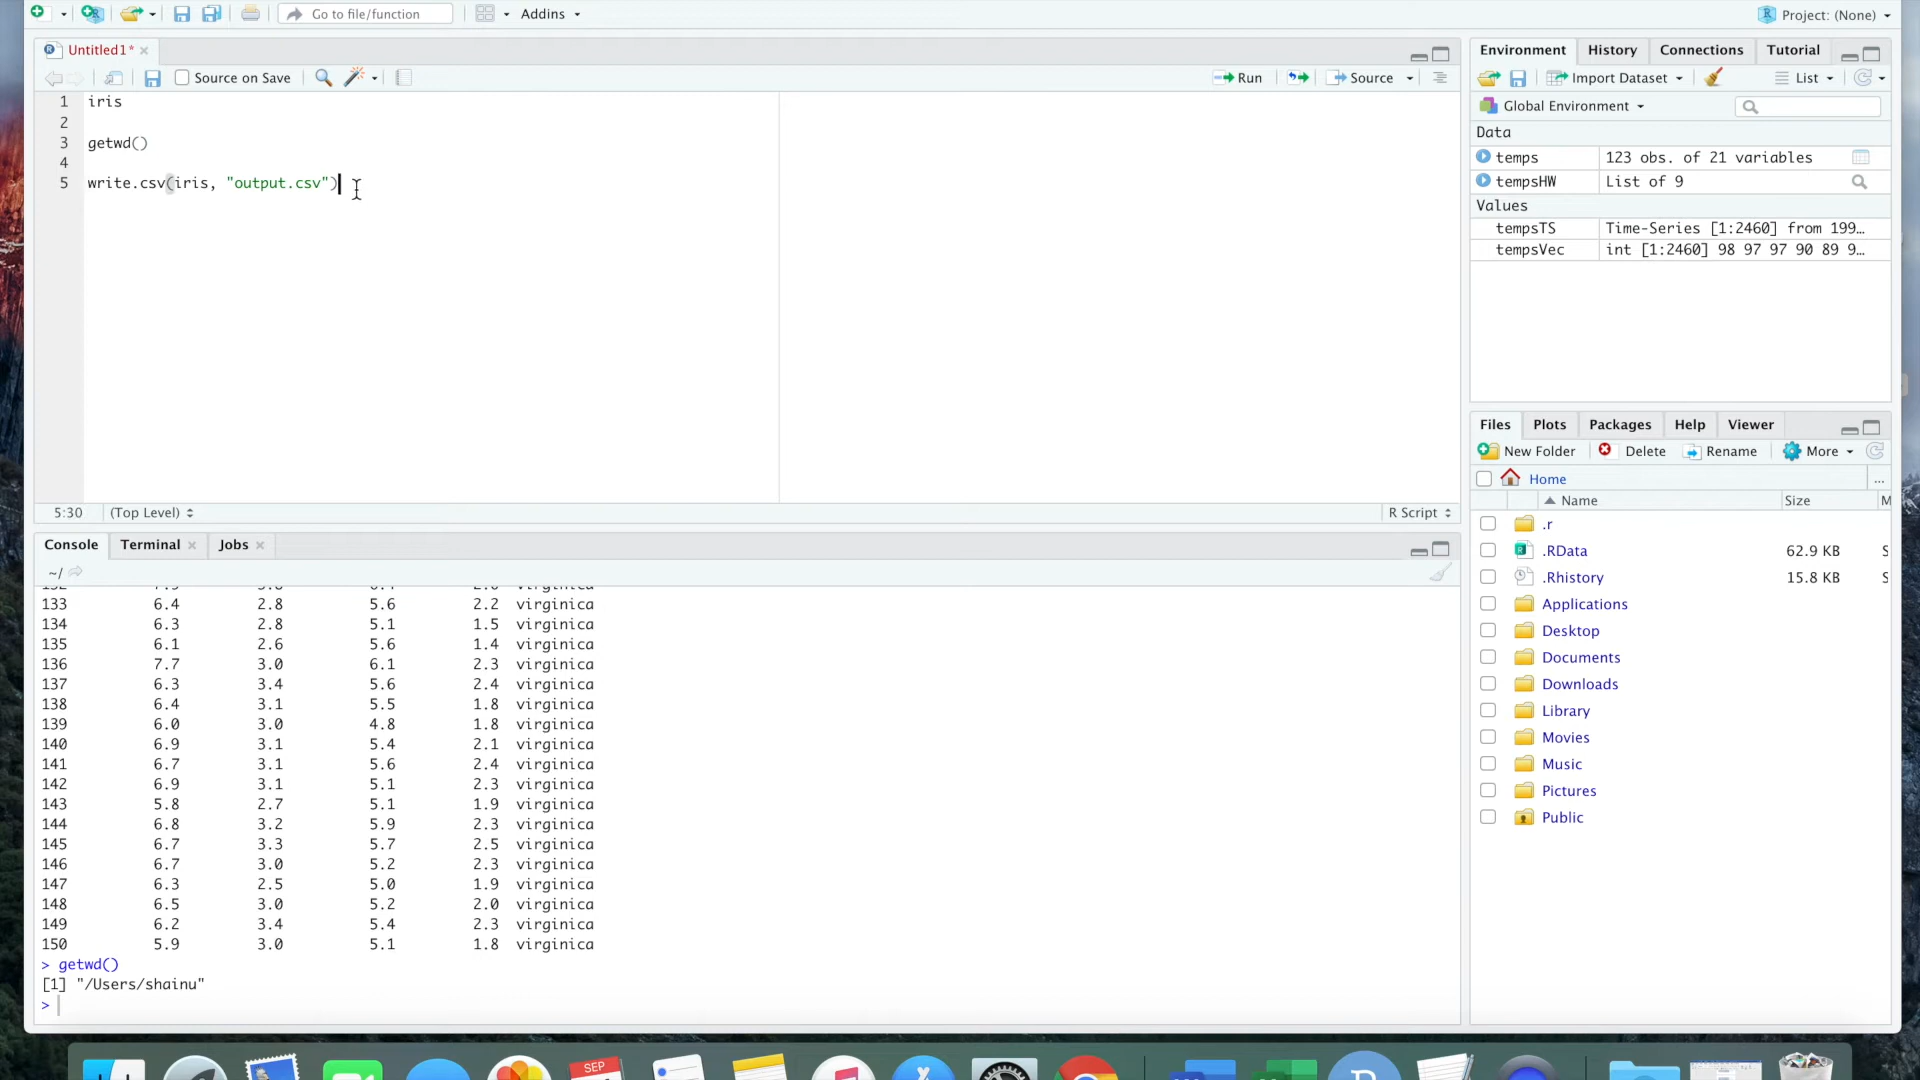 Go to file/function
Addins
Project: (None)
Untitled1*
Source on Save
Run
Source
1 iris
2
3 getwd()
4
5 write.csv(iris, "output.csv")
5:30 (Top Level)
R Script
Console Terminal Jobs
~/
133 6.4 2.8 5.6 2.2 virginica
134 6.3 2.8 5.1 1.5 virginica
135 6.1 2.6 5.6 1.4 virginica
136 7.7 3.0 6.1 2.3 virginica
137 6.3 3.4 5.6 2.4 virginica
138 6.4 3.1 5.5 1.8 virginica
139 6.0 3.0 4.8 1.8 virginica
140 6.9 3.1 5.4 2.1 virginica
141 6.7 3.1 5.6 2.4 virginica
142 6.9 3.1 5.1 2.3 virginica
143 5.8 2.7 5.1 1.9 virginica
144 6.8 3.2 5.9 2.3 virginica
145 6.7 3.3 5.7 2.5 virginica
146 6.7 3.0 5.2 2.3 virginica
147 6.3 2.5 5.0 1.9 virginica
148 6.5 3.0 5.2 2.0 virginica
149 6.2 3.4 5.4 2.3 virginica
150 5.9 3.0 5.1 1.8 virginica
> getwd()
[1] "/Users/shainu"
>
Environment History Connections Tutorial
Import Dataset
List
Global Environment
Data
temps 123 obs. of 21 variables
tempsHW List of 9
Values
tempsTS Time-Series [1:2460] from 199…
tempsVec int [1:2460] 98 97 97 90 89 9…
Files Plots Packages Help Viewer
New Folder Delete Rename More
Home ...
Name Size M
.r
.RData 62.9 KB S
.Rhistory 15.8 KB S
Applications
Desktop
Documents
Downloads
Library
Movies
Music
Pictures
Public
SEP